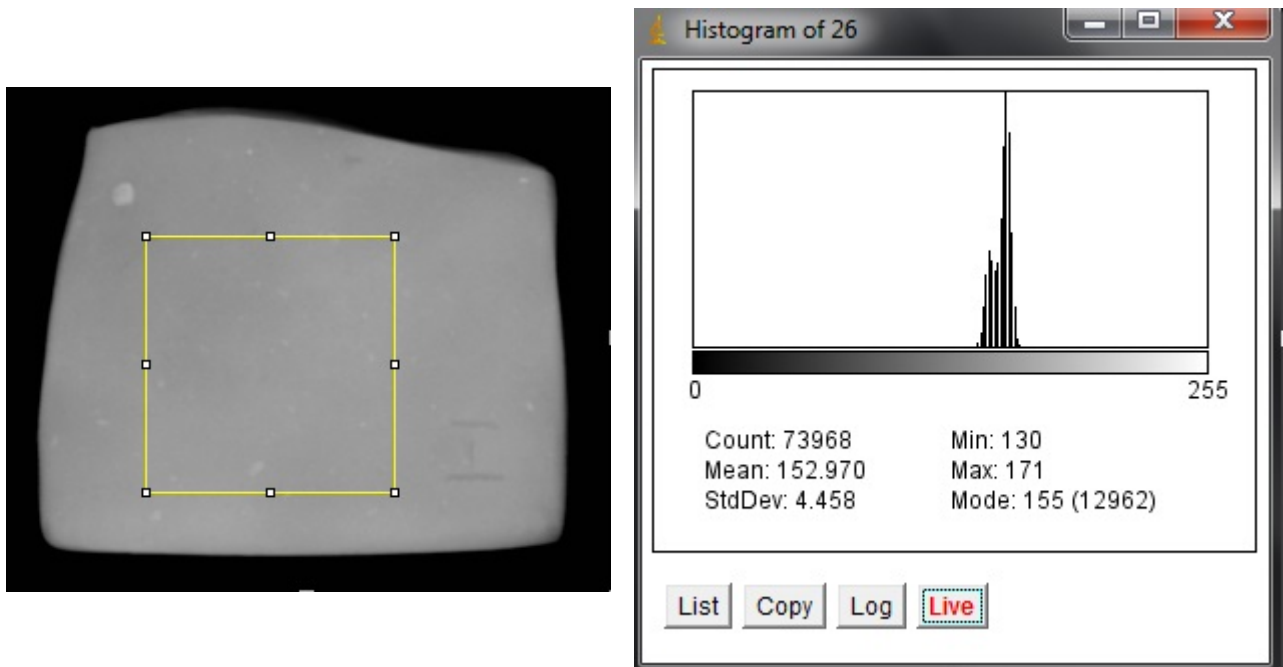 Histogram of 26
0 255
Count: 73968 Min: 130
Mean: 152.970 Max: 171
StdDev: 4.458 Mode: 155 (12962)
List Copy Log Live